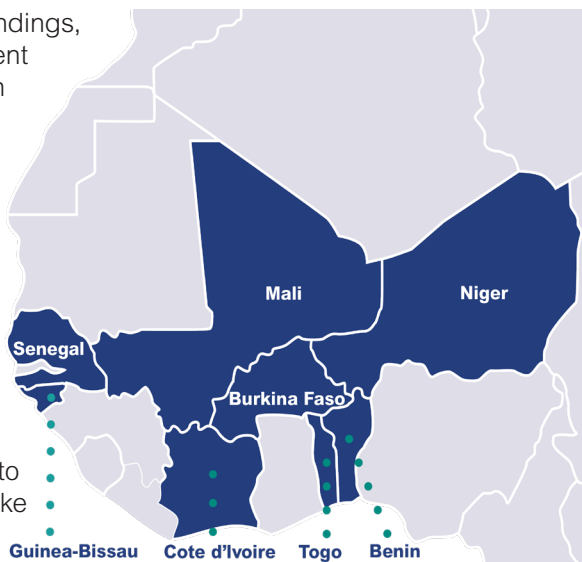 ndings,
ent
n
Mali
Niger
Senegal
Burkina Faso
to
ke
Guinea-Bissau
Cote d'Ivoire
Togo
Benin